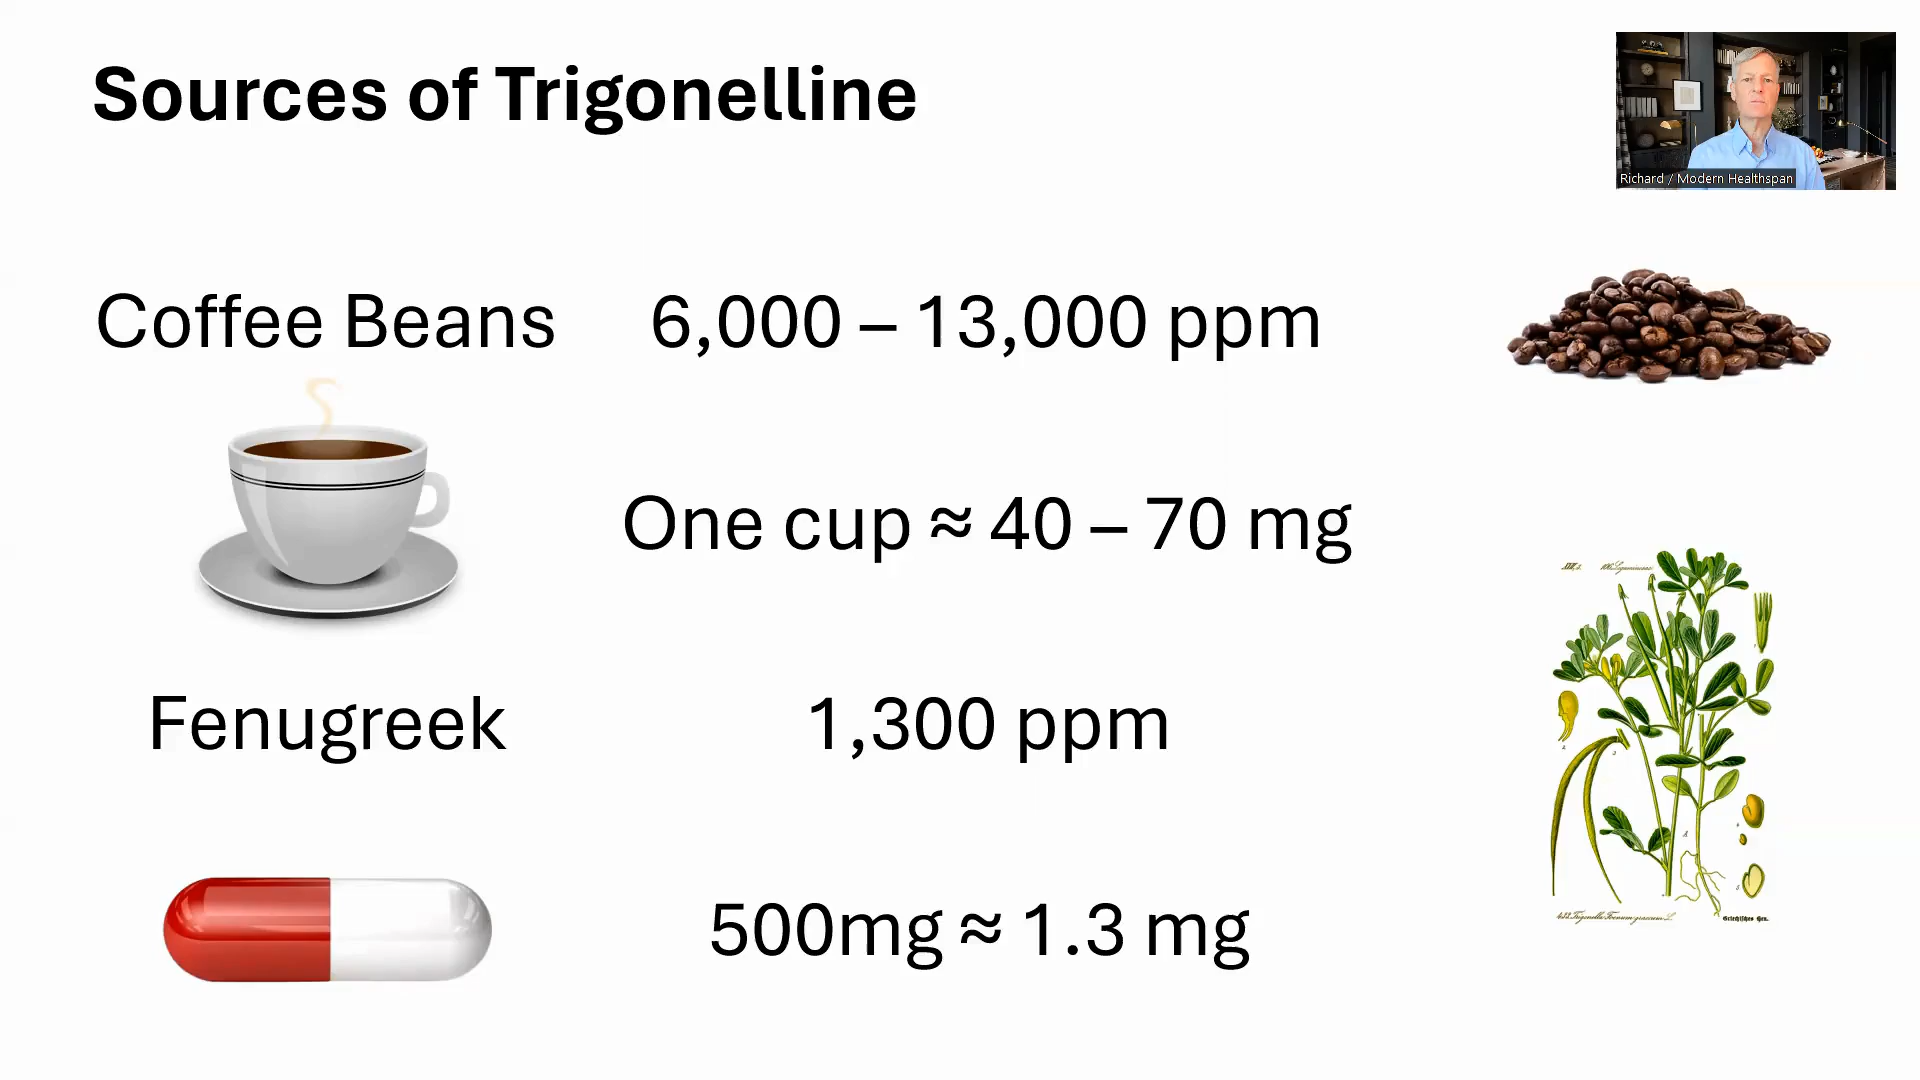 Sources of Trigonelline
Richard / Modern Healthspan
Coffee Beans 6,000 – 13,000 ppm
One cup ≈ 40 – 70 mg
Fenugreek 1,300 ppm
500mg ≈ 1.3 mg